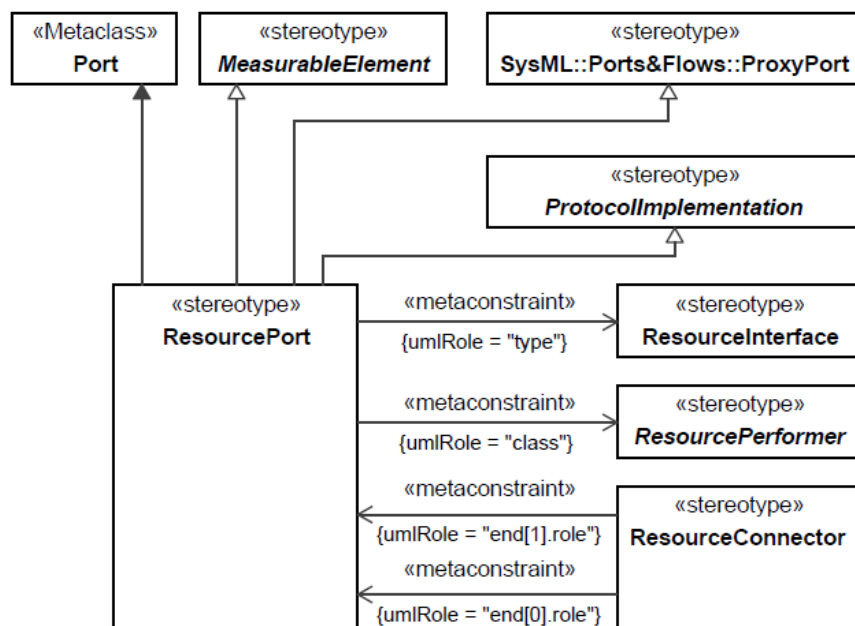 «Metaclass»
Port
«stereotype»
MeasurableElement
«stereotype»
SysML::Ports&Flows::ProxyPort
«stereotype»
ProtocolImplementation
«stereotype»
ResourcePort
«metaconstraint»
{umlRole = "type"}
«stereotype»
ResourceInterface
«metaconstraint»
{umlRole = "class"}
«stereotype»
ResourcePerformer
«metaconstraint»
{umlRole = "end[1].role"}
«stereotype»
ResourceConnector
«metaconstraint»
{umlRole = "end[0].role"}